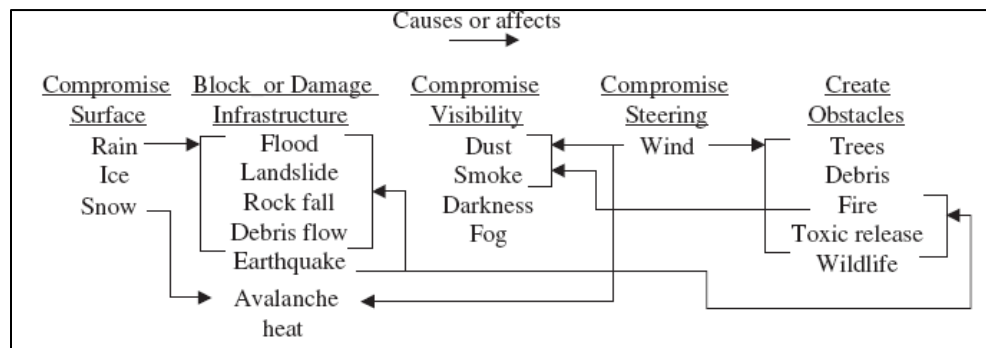 Causes or affects
Compromise Surface
Rain
Ice
Snow
Block or Damage Infrastructure
Flood
Landslide
Rock fall
Debris flow
Earthquake
Avalanche
heat
Compromise Visibility
Dust
Smoke
Darkness
Fog
Compromise Steering
Wind
Create Obstacles
Trees
Debris
Fire
Toxic release
Wildlife